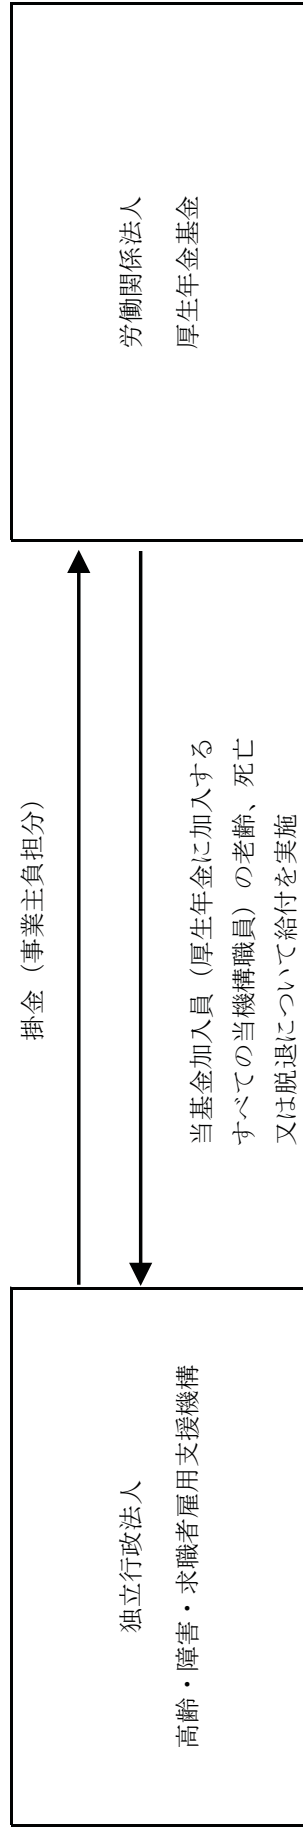 独立行政法人
高齢・障害・求職者雇用支援機構
掛金（事業主負担分）
当基金加入員（厚生年金に加入する
すべての当機構職員）の老齢、死亡
又は脱退について給付を実施
労働関係法人
厚生年金基金